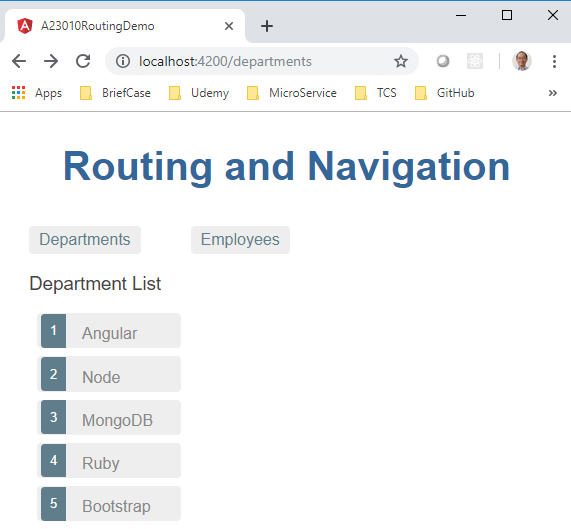 A23010RoutingDemo
localhost:4200/departments
Apps BriefCase Udemy MicroService TCS GitHub »
Routing and Navigation
Departments Employees
Department List
1 Angular
2 Node
3 MongoDB
4 Ruby
5 Bootstrap